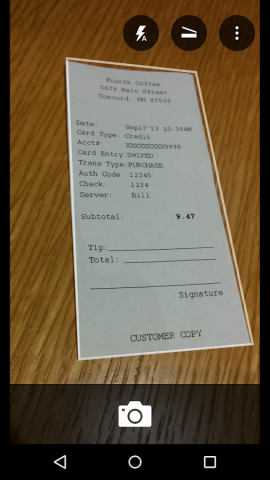 Fourth Coffee
5678 Main Street
Concord, NH 87509
Date: Sep17'13 10:16AM
Card Type: Credit
Acct#: XXXXXXXXX9999
Card Entry:SWIPED
Trans Type:PURCHASE
Auth Code: 12345
Check: 1234
Server: Bill
Subtotal: 9.47
Tip:
Total:
Signature
CUSTOMER COPY